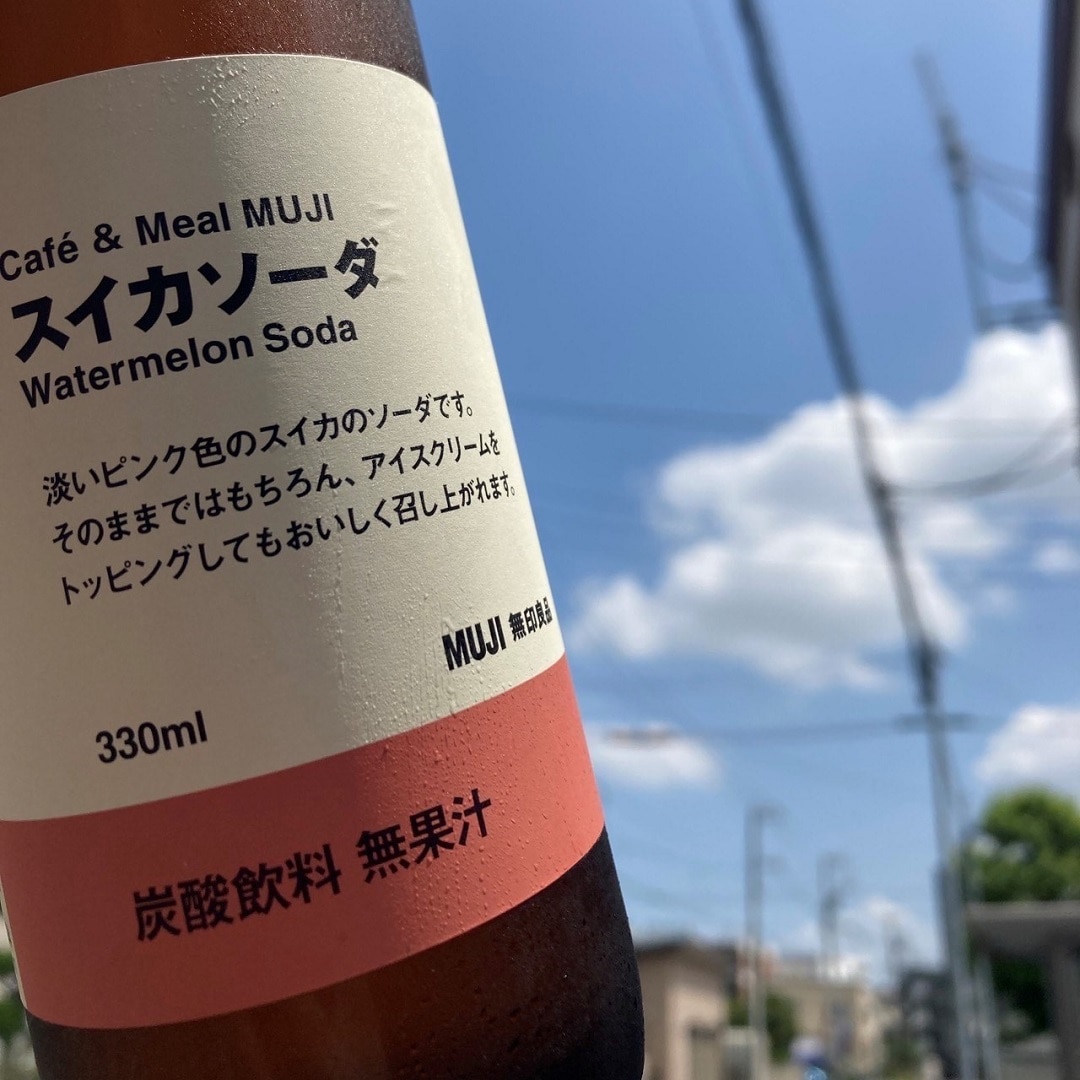 Café & Meal MUJI
スイカソーダ
Watermelon Soda
淡いピンク色のスイカのソーダです。
そのままではもちろん、アイスクリームを
トッピングしてもおいしく召し上がれます。
MUJI 無印良品
330ml
炭酸飲料 無果汁